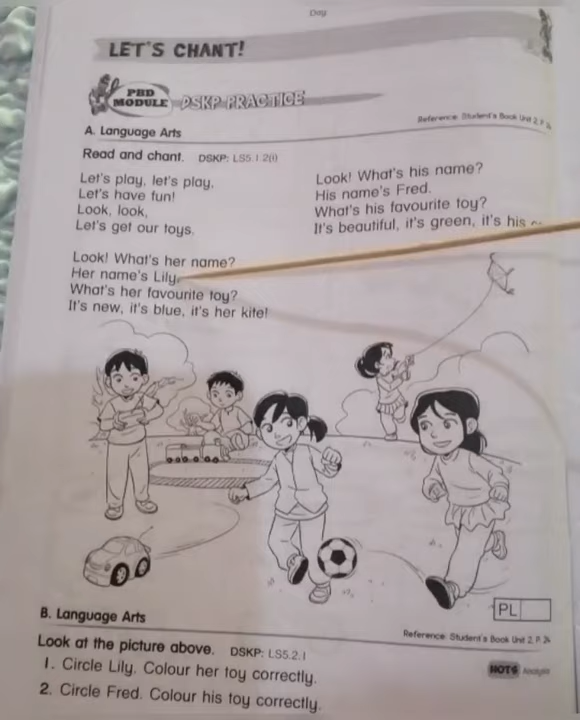 Day
LET'S CHANT!
PBD
MODULE
DSKP PRACTICE
Reference: Student's Book Unit 2, P. 24
A. Language Arts
Read and chant. DSKP: LS5.1.2(i)
Let's play, let's play,
Let's have fun!
Look, look,
Let's get our toys.
Look! What's her name?
Her name's Lily.
What's her favourite toy?
It's new, it's blue, it's her kite!
Look! What's his name?
His name's Fred.
What's his favourite toy?
It's beautiful, it's green, it's his
PL
B. Language Arts
Reference: Student's Book Unit 2, P. 24
Look at the picture above. DSKP: LS5.2.1
HOTS Analysis
1. Circle Lily. Colour her toy correctly.
2. Circle Fred. Colour his toy correctly.